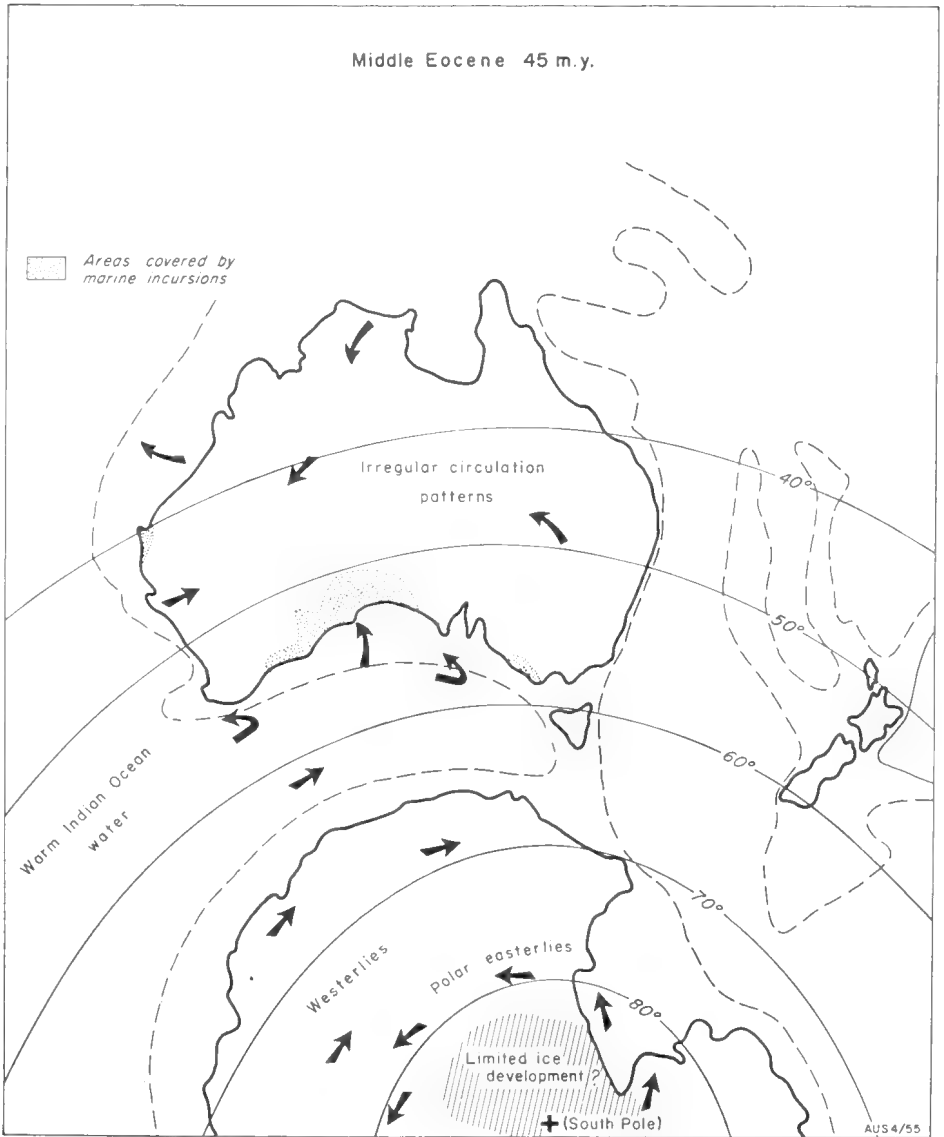 Middle Eocene 45 m.y.
Areas covered by
marine incursions
Irregular circulation
patterns
40°
50°
60°
Warm Indian Ocean
water
70°
Westerlies
Polar easterlies
80°
Limited ice
development?
(South Pole)
AUS 4/55